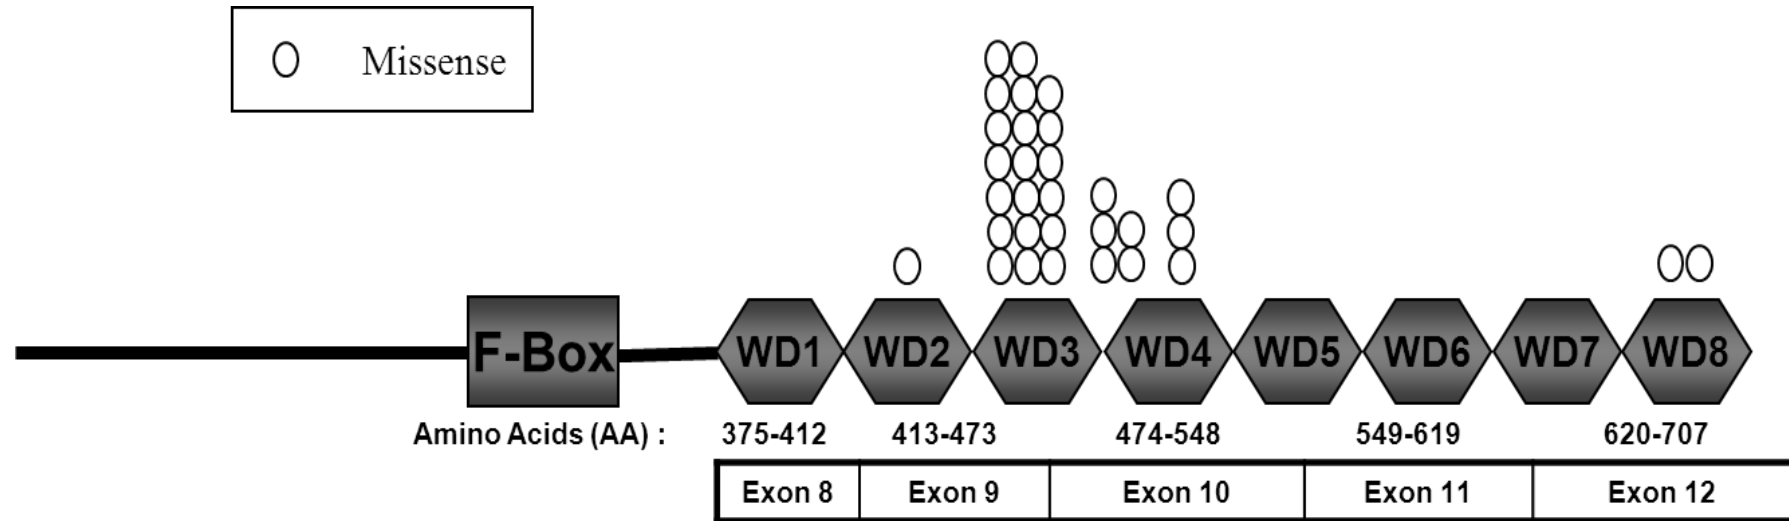 Missense
F-Box WD1 WD2 WD3 WD4 WD5 WD6 WD7 WD8
Amino Acids (AA) : 375-412 413-473 474-548 549-619 620-707
Exon 8 Exon 9 Exon 10 Exon 11 Exon 12